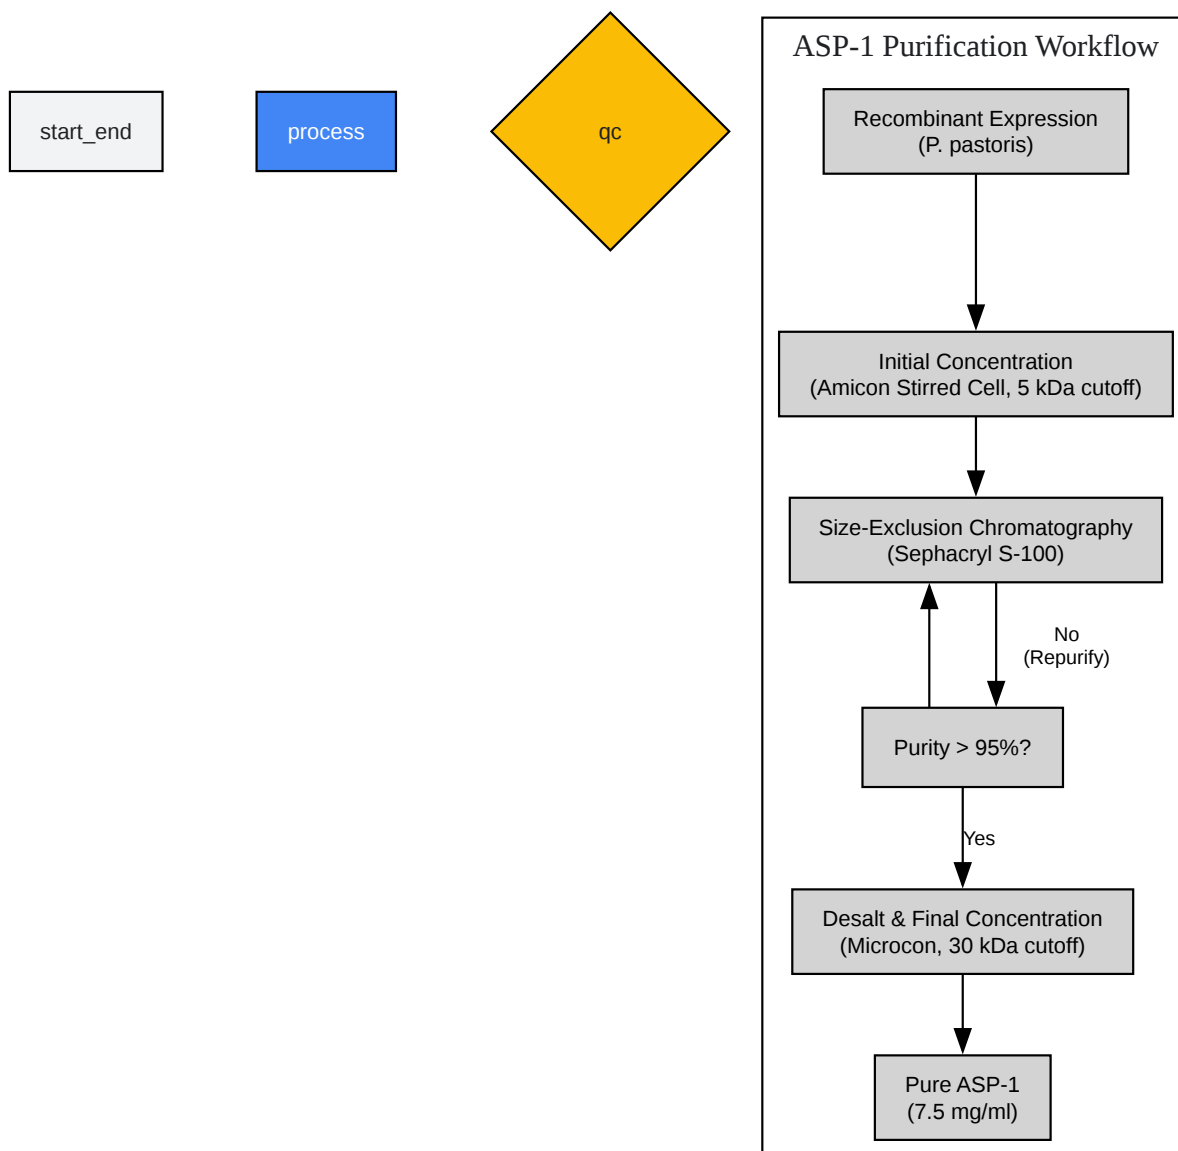 start_end
process
qc
ASP-1 Purification Workflow
Recombinant Expression
(P. pastoris)
Initial Concentration
(Amicon Stirred Cell, 5 kDa cutoff)
Size-Exclusion Chromatography
(Sephacryl S-100)
No
(Repurify)
Purity > 95%?
Yes
Desalt & Final Concentration
(Microcon, 30 kDa cutoff)
Pure ASP-1
(7.5 mg/ml)